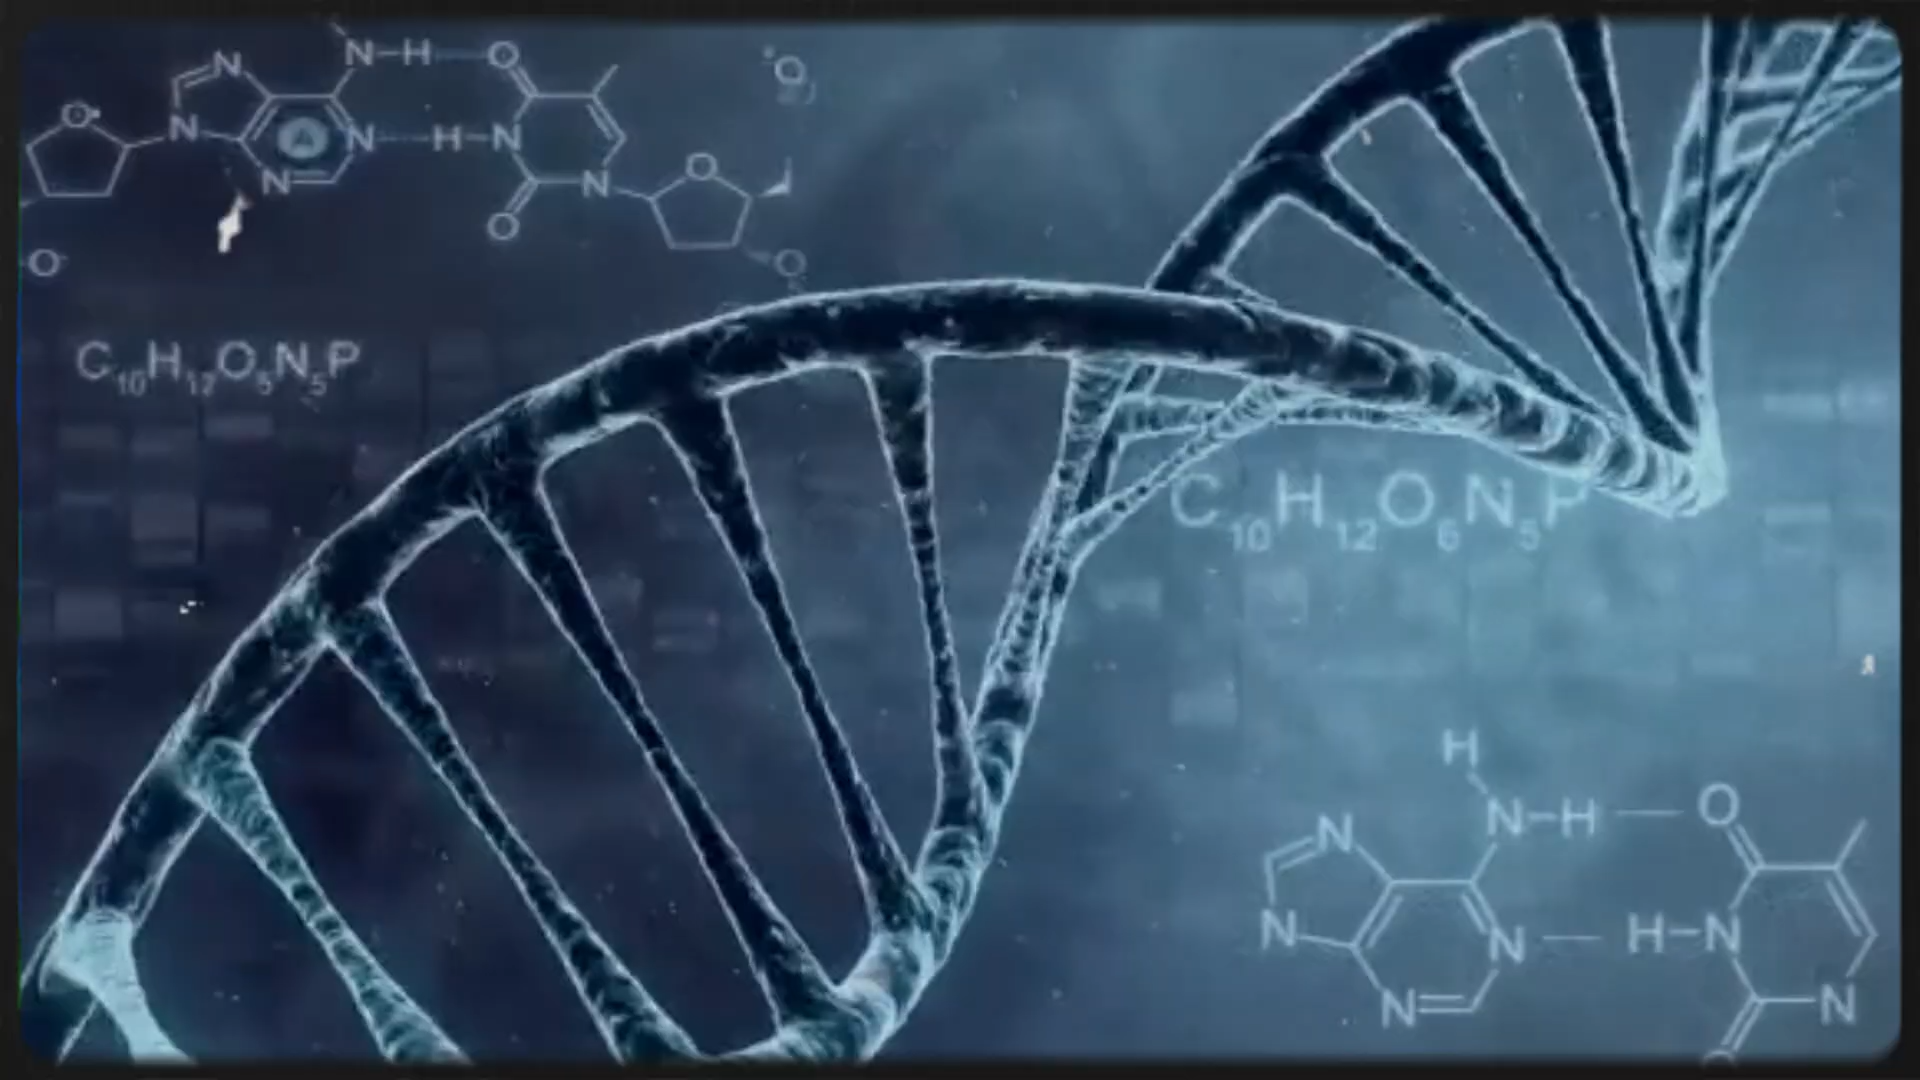 N N-H O
O N A N H-N
N N O
O O
O
C₁₀H₁₂O₅N₅P
C₁₀H₁₂O₆N₅P
H
N N-H O
N N H-N
N N